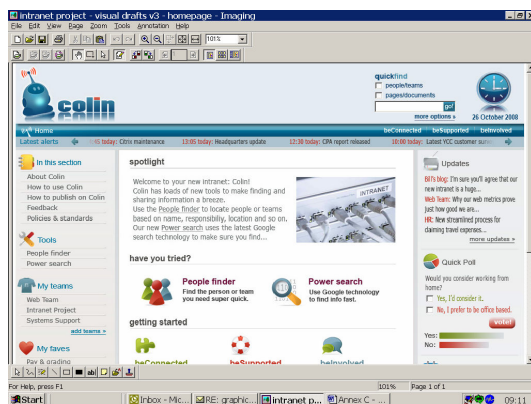 intranet project - visual drafts v3 - homepage - Imaging
File Edit View Page Zoom Tools Annotation Help
101%
colin
quickfind
people/teams
pages/documents
go!
more options »
26 October 2008
Home
beConnected beSupported beInvolved
Latest alerts
today: Citrix maintenance 13:05 today: Headquarters update 12:30 today: CPA report released 10:00 today: Latest YCC customer
In this section
About Colin
How to use Colin
How to publish on Colin
Feedback
Policies & standards
Tools
People finder
Power search
My teams
Web Team
Intranet Project
Systems Support
add teams »
My faves
Pay & grading
spotlight
Welcome to your new intranet: Colin!
Colin has loads of new tools to make finding and
sharing information a breeze.
Use the People finder to locate people or teams
based on name, responsibility, location and so on.
Our new Power search uses the latest Google
search technology to make sure you find...
INTRANET
have you tried?
People finder
Find the person or team
you need super quick.
Power search
Use Google technology
to find info fast.
getting started
beConnected beSupported beInvolved
Updates
Bill's blog: I'm sure you'll agree that our
new intranet is a huge...
Web Team: Why our web metrics prove
just how good we are...
HR: New streamlined process for
claiming travel expenses...
more updates »
Quick Poll
Would you consider working from
home?
Yes, I'd consider it.
No, I prefer to be office based.
vote!
Yes:
No:
abl
For Help, press F1
101% Page 1 of 1
Start
Inbox - Mic...
RE: graphic...
intranet p...
Annex C - ...
09:11